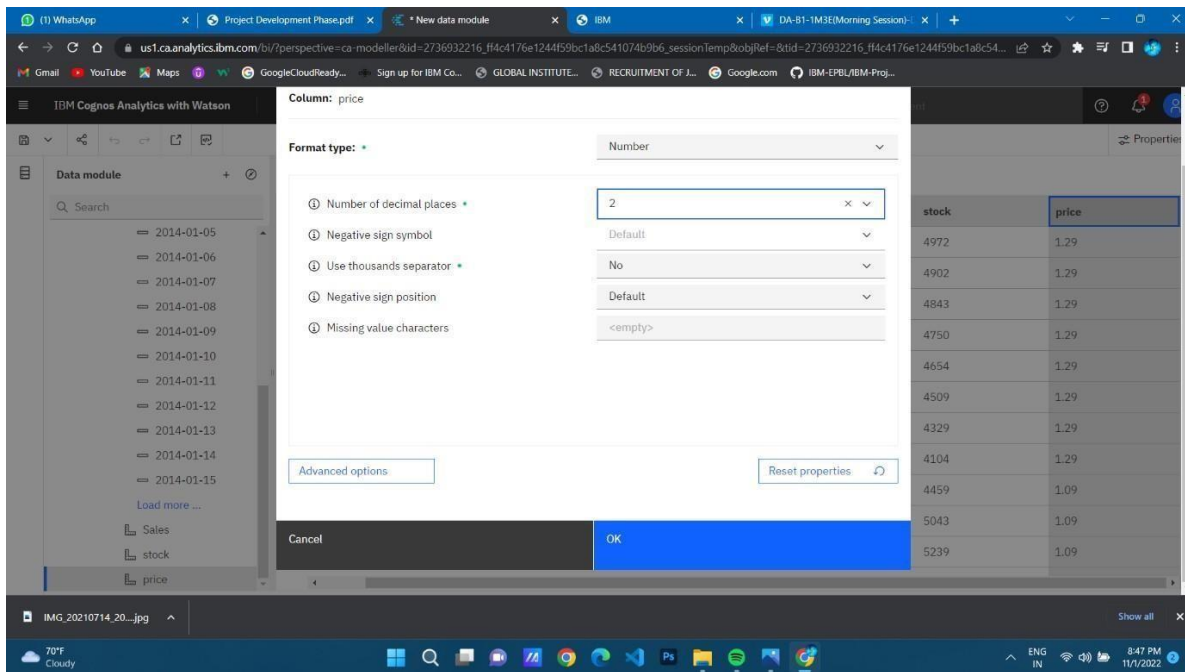 (1) WhatsApp
Project Development Phase.pdf
* New data module
IBM
DA-B1-1M3E(Morning Session)-
us1.ca.analytics.ibm.com/bi/?perspective=ca-modeller&id=2736932216_ff4c4176e1244f59bc1a8c541074b9b6_sessionTemp&objRef=&tid=2736932216_ff4c4176e1244f59bc1a8c54...
Gmail YouTube Maps GoogleCloudReady... Sign up for IBM Co... GLOBAL INSTITUTE... RECRUITMENT OF J... Google.com IBM-EPBL/IBM-Proj...
IBM Cognos Analytics with Watson
Column: price
Properties
Format type: Number
Data module
Search
Number of decimal places 2
Negative sign symbol Default
Use thousands separator No
Negative sign position Default
Missing value characters <empty>
2014-01-05
2014-01-06
2014-01-07
2014-01-08
2014-01-09
2014-01-10
2014-01-11
2014-01-12
2014-01-13
2014-01-14
2014-01-15
Load more ...
Sales
stock
price
stock price
4972 1.29
4902 1.29
4843 1.29
4750 1.29
4654 1.29
4509 1.29
4329 1.29
4104 1.29
4459 1.09
5043 1.09
5239 1.09
Advanced options
Reset properties
Cancel
OK
IMG_20210714_20....jpg
Show all
70°F
Cloudy
ENG
IN
8:47 PM
11/1/2022